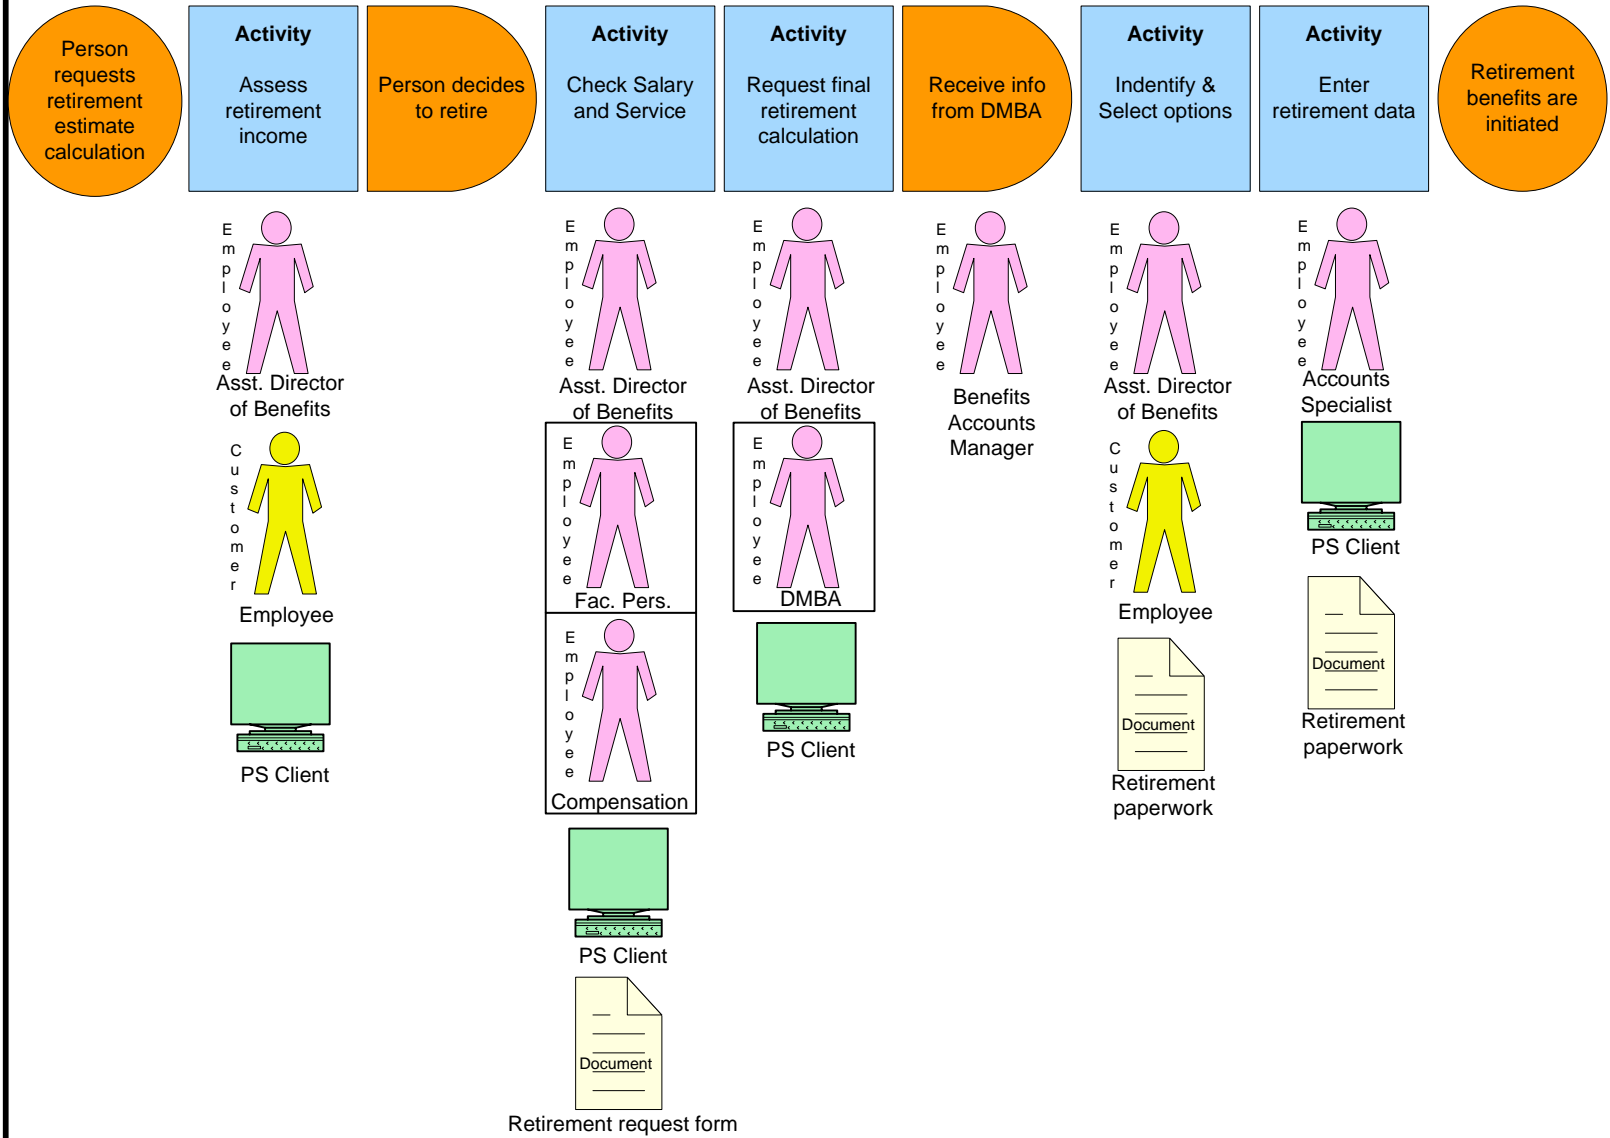 Person
requests
retirement
estimate
calculation
Activity
Assess
retirement
income
Person decides
to retire
Activity
Check Salary
and Service
Activity
Request final
retirement
calculation
Receive info
from DMBA
Activity
Indentify &
Select options
Activity
Enter
retirement data
Retirement
benefits are
initiated
Employee
Asst. Director
of Benefits
Customer
Employee
PS Client
Employee
Asst. Director
of Benefits
Employee
Fac. Pers.
Employee
Compensation
PS Client
Document
Retirement request form
Employee
Asst. Director
of Benefits
Employee
DMBA
PS Client
Employee
Benefits
Accounts
Manager
Employee
Asst. Director
of Benefits
Customer
Employee
Document
Retirement
paperwork
Employee
Accounts
Specialist
PS Client
Document
Retirement
paperwork